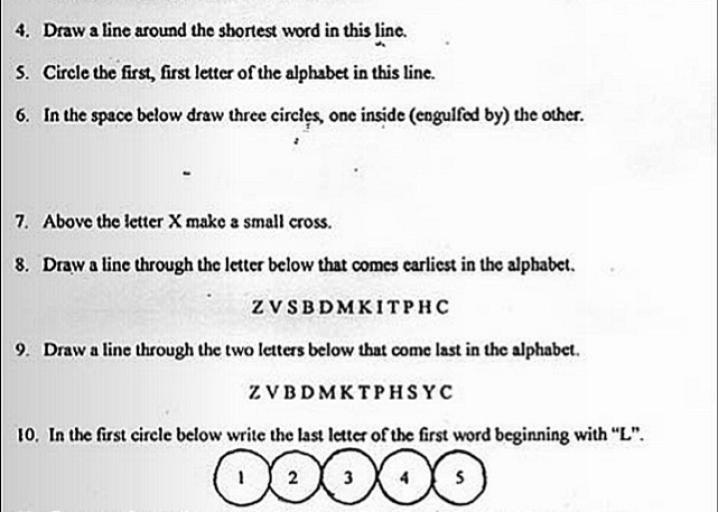 4. Draw a line around the shortest word in this line.
5. Circle the first, first letter of the alphabet in this line.
6. In the space below draw three circles, one inside (engulfed by) the other.
7. Above the letter X make a small cross.
8. Draw a line through the letter below that comes earliest in the alphabet.
Z V S B D M K I T P H C
9. Draw a line through the two letters below that come last in the alphabet.
Z V B D M K T P H S Y C
10. In the first circle below write the last letter of the first word beginning with “L”.
1 2 3 4 5